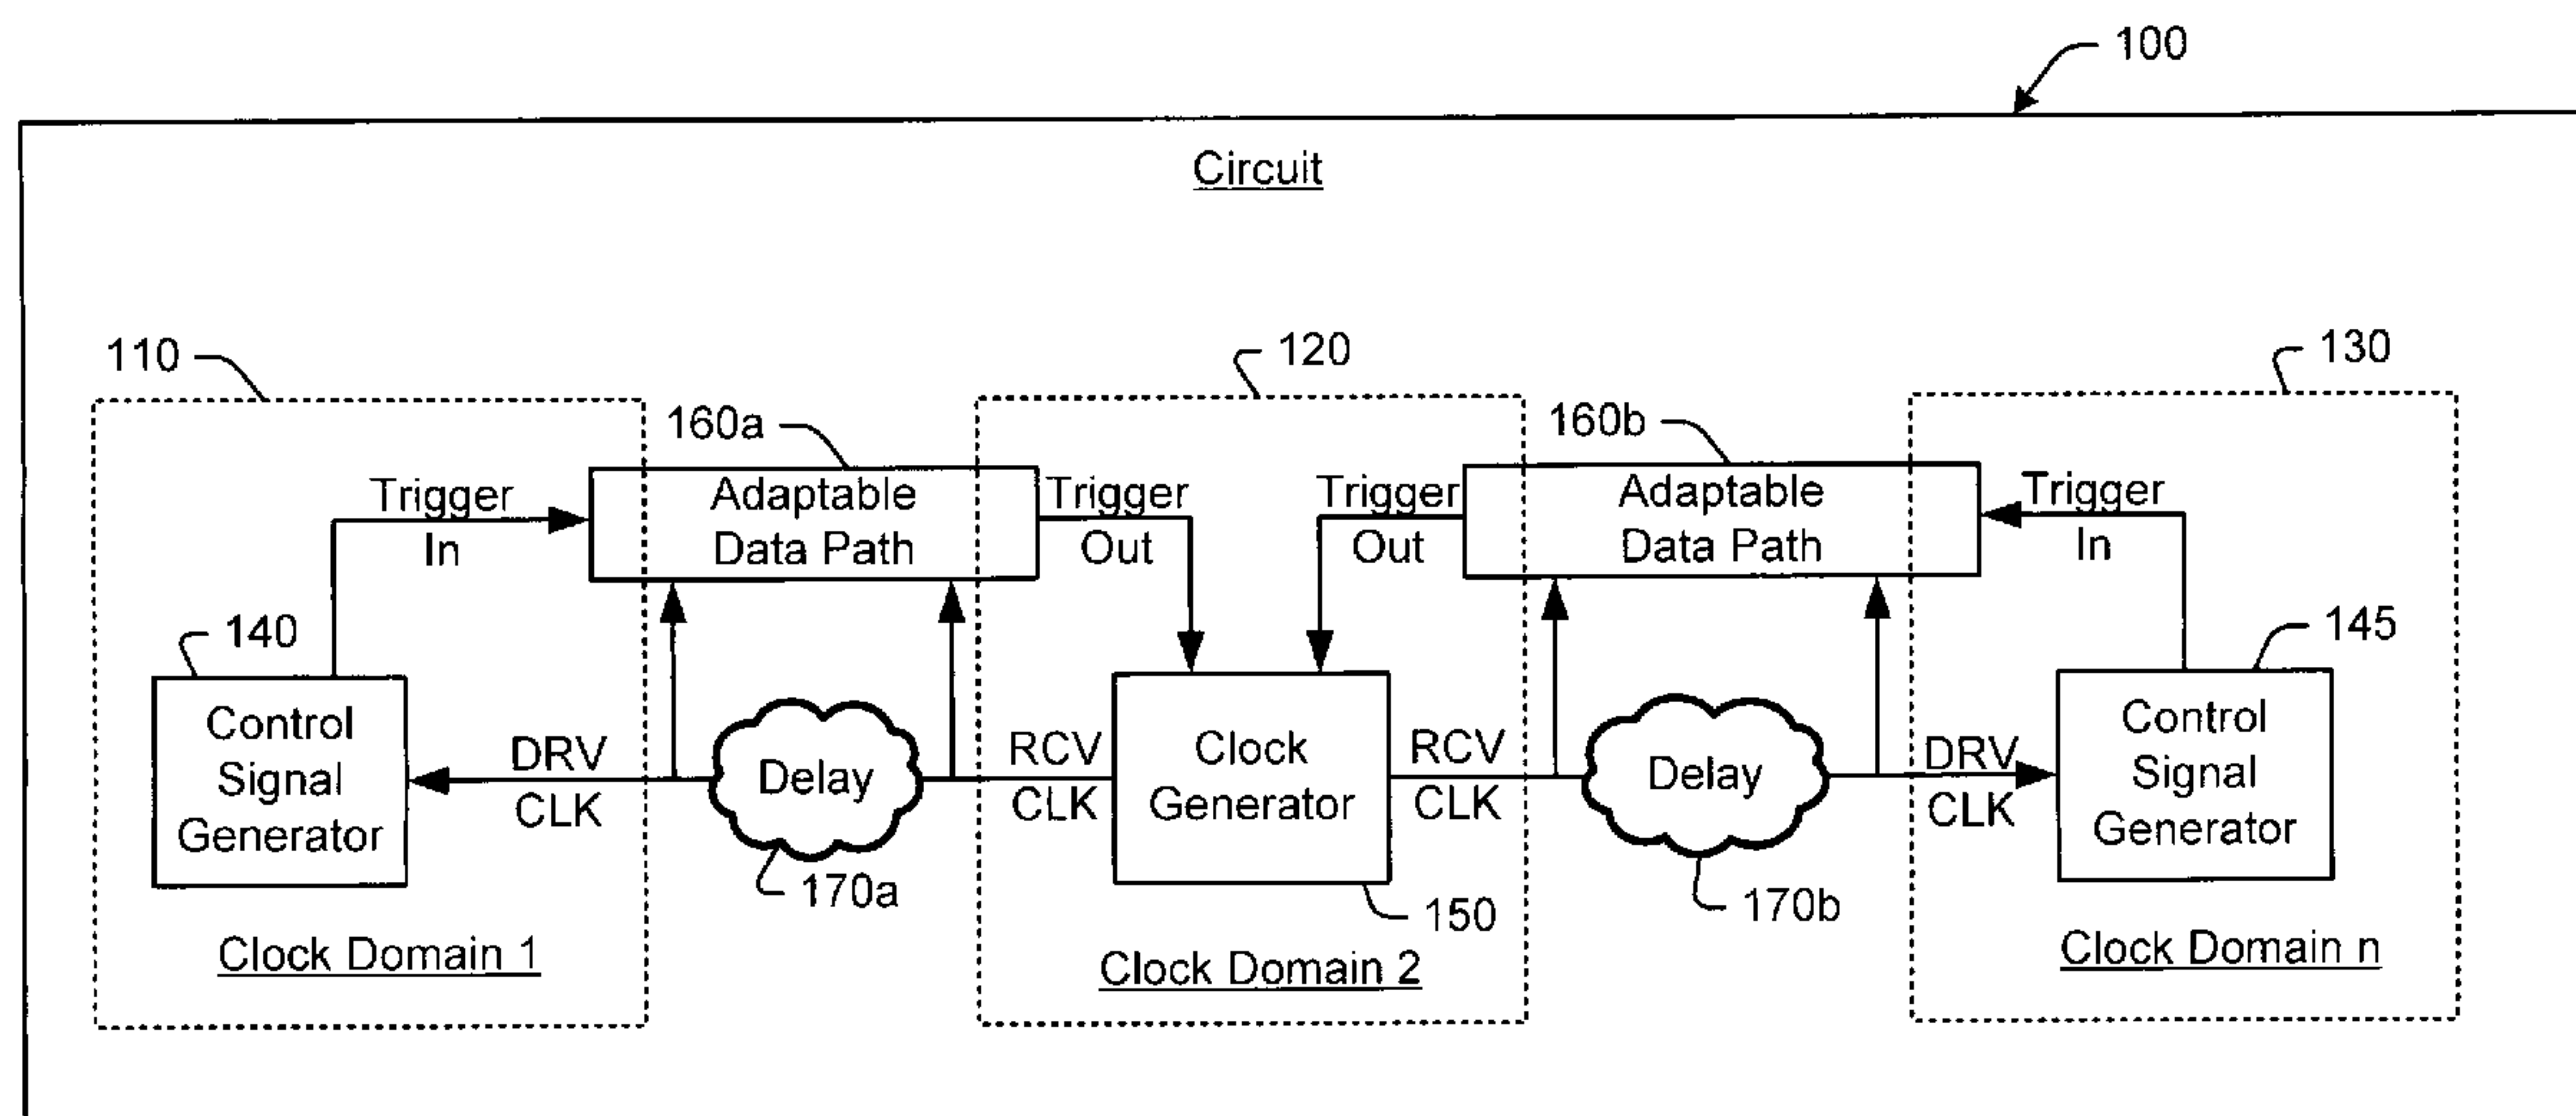 100
Circuit
110
120
130
160a
160b
Trigger
In
Adaptable
Data Path
Trigger
Out
Trigger
Out
Adaptable
Data Path
Trigger
In
140
145
Control
Signal
Generator
DRV
CLK
Delay
RCV
CLK
Clock
Generator
RCV
CLK
Delay
DRV
CLK
Control
Signal
Generator
170a
150
170b
Clock Domain 1
Clock Domain 2
Clock Domain n